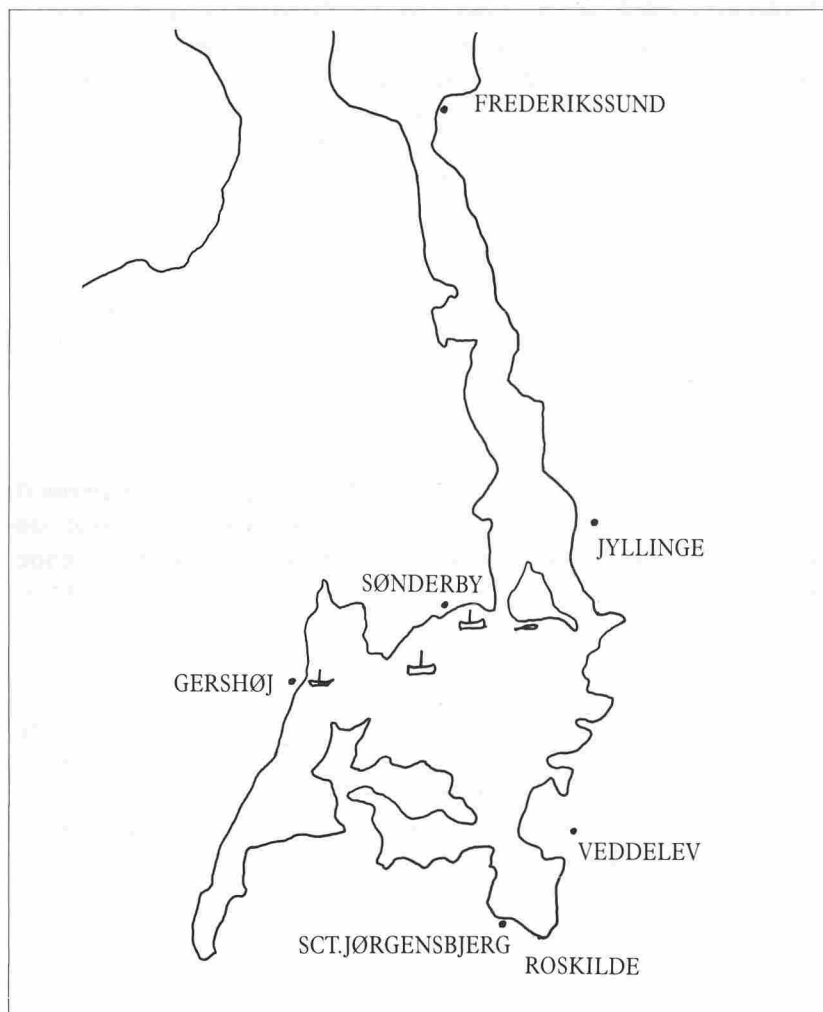 FREDERIKSSUND
JYLLINGE
SØNDERBY
GERSHØJ
VEDDELEV
SCT.JØRGENSBJERG
ROSKILDE